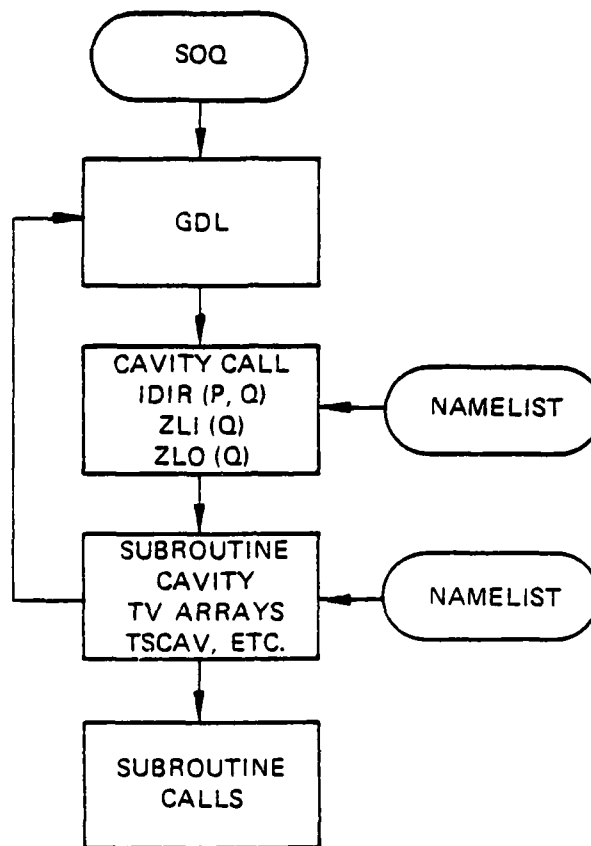 SOQ
GDL
CAVITY CALL
IDIR (P, Q)
ZLI (Q)
ZLO (Q)
NAMELIST
SUBROUTINE
CAVITY
TV ARRAYS
TSCAV, ETC.
NAMELIST
SUBROUTINE
CALLS